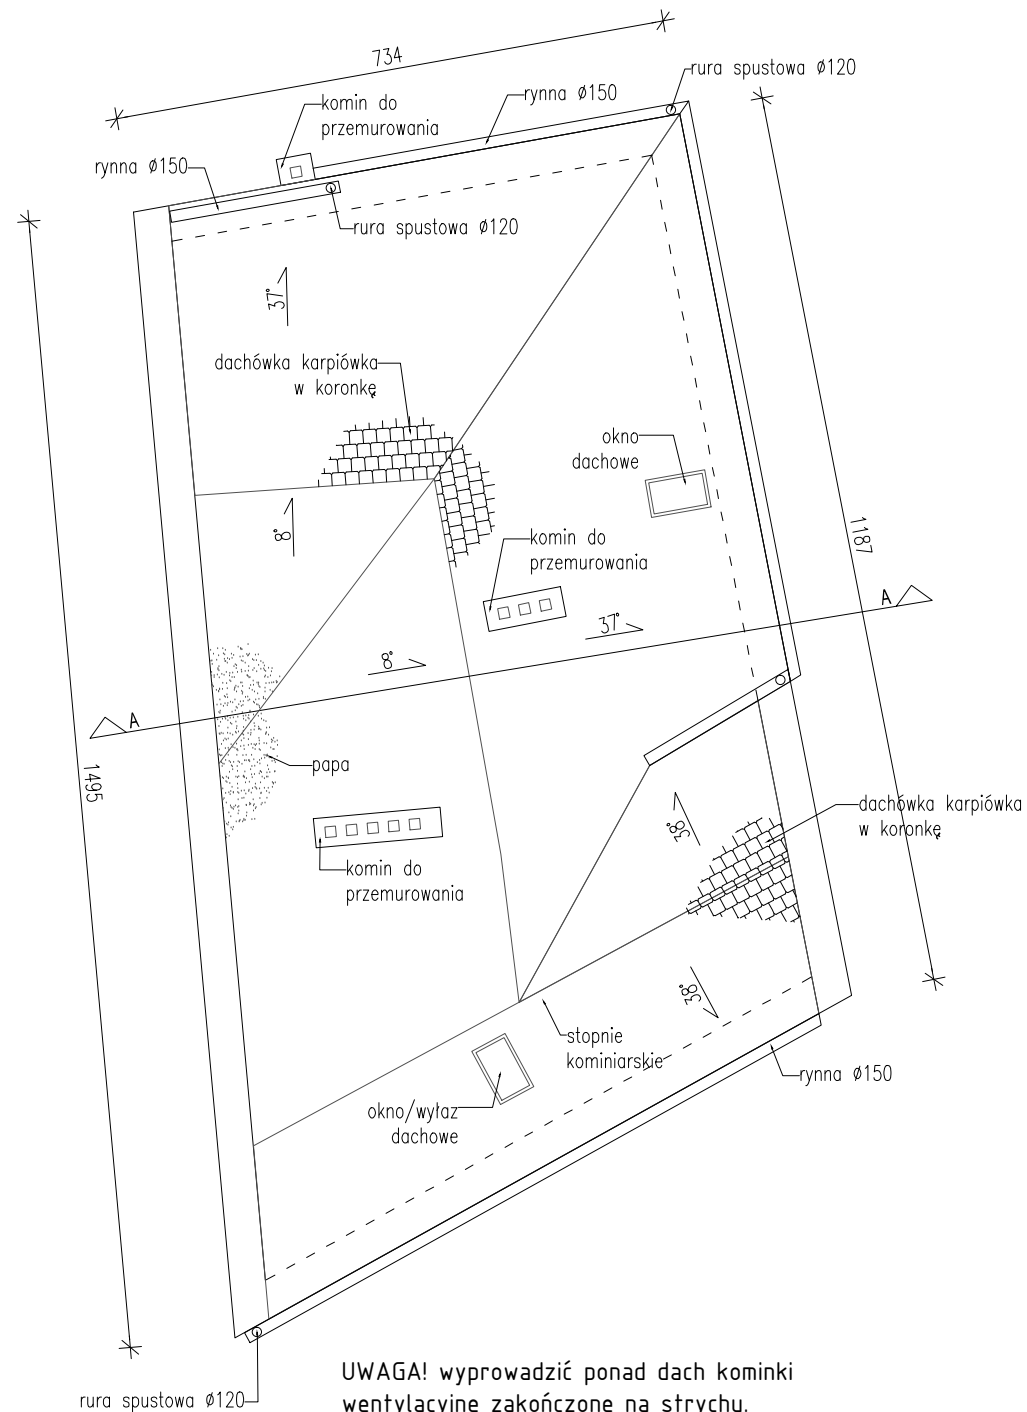 734
rura spustowa Ø120
rynna Ø150
komin do
przemurowania
rynna Ø150
rura spustowa Ø120
37°
dachówka karpiówka
w koronkę
okno
dachowe
8°
1187
komin do
przemurowania
A
37°
8°
A
1495
papa
38°
dachówka karpiówka
w koronkę
komin do
przemurowania
38°
stopnie
kominiarskie
rynna Ø150
okno/wyłaz
dachowe
UWAGA! wyprowadzić ponad dach kominki
wentylacyjne zakończone na strychu.
rura spustowa Ø120